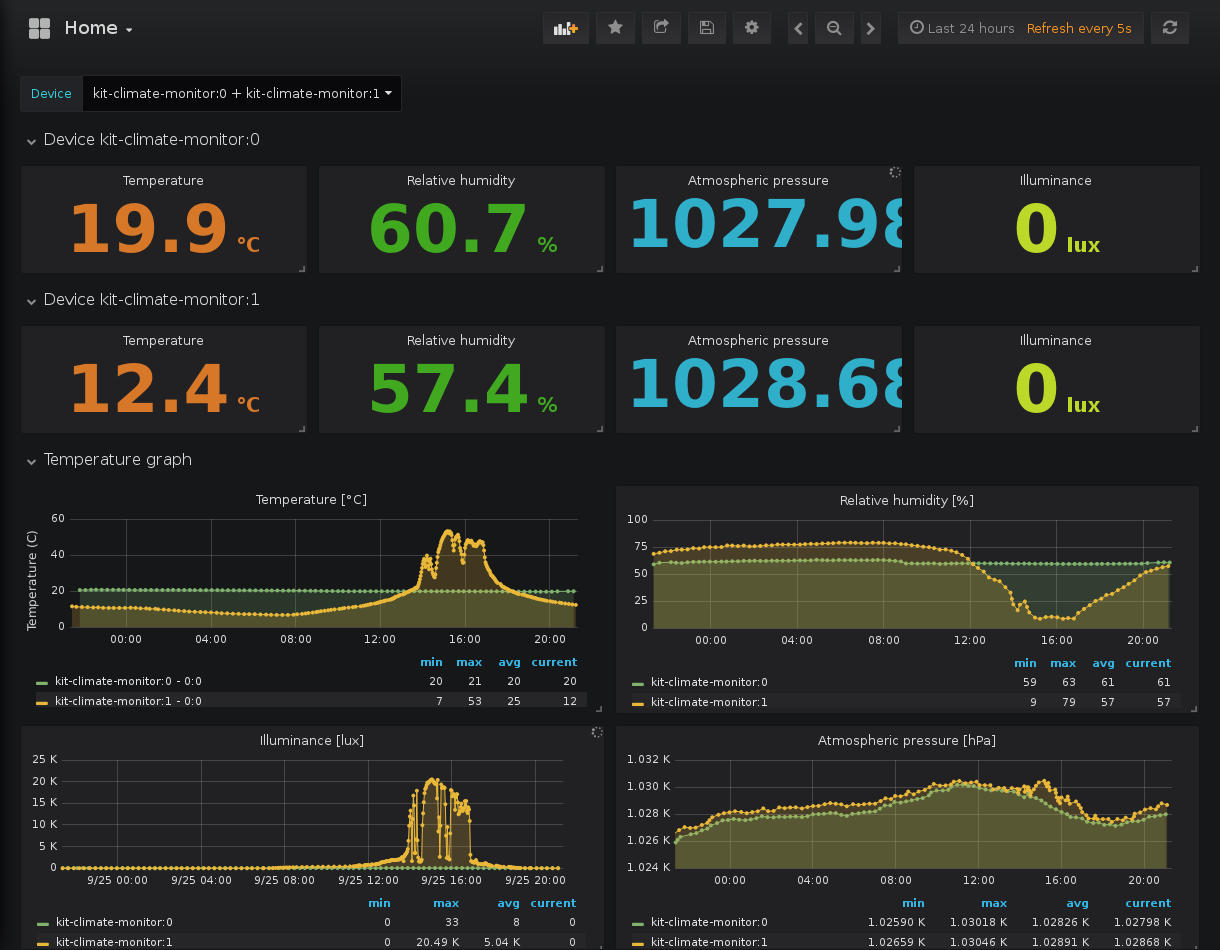 Home
Last 24 hours Refresh every 5s
Device kit-climate-monitor:0 + kit-climate-monitor:1
Device kit-climate-monitor:0
Temperature Relative humidity Atmospheric pressure Illuminance
19.9 °C 60.7 % 1027.98 0 lux
Device kit-climate-monitor:1
Temperature Relative humidity Atmospheric pressure Illuminance
12.4 °C 57.4 % 1028.68 0 lux
Temperature graph
Temperature [°C]
Temperature (C)
60
40
20
0
00:00 04:00 08:00 12:00 16:00 20:00
min max avg current
kit-climate-monitor:0 - 0:0 20 21 20 20
kit-climate-monitor:1 - 0:0 7 53 25 12
Relative humidity [%]
100
75
50
25
0
00:00 04:00 08:00 12:00 16:00 20:00
min max avg current
kit-climate-monitor:0 59 63 61 61
kit-climate-monitor:1 9 79 57 57
Illuminance [lux]
25 K
20 K
15 K
10 K
5 K
0
9/25 00:00 9/25 04:00 9/25 08:00 9/25 12:00 9/25 16:00 9/25 20:00
min max avg current
kit-climate-monitor:0 0 33 8 0
kit-climate-monitor:1 0 20.49 K 5.04 K 0
Atmospheric pressure [hPa]
1.032 K
1.030 K
1.028 K
1.026 K
1.024 K
00:00 04:00 08:00 12:00 16:00 20:00
min max avg current
kit-climate-monitor:0 1.02590 K 1.03018 K 1.02826 K 1.02798 K
kit-climate-monitor:1 1.02659 K 1.03046 K 1.02891 K 1.02868 K